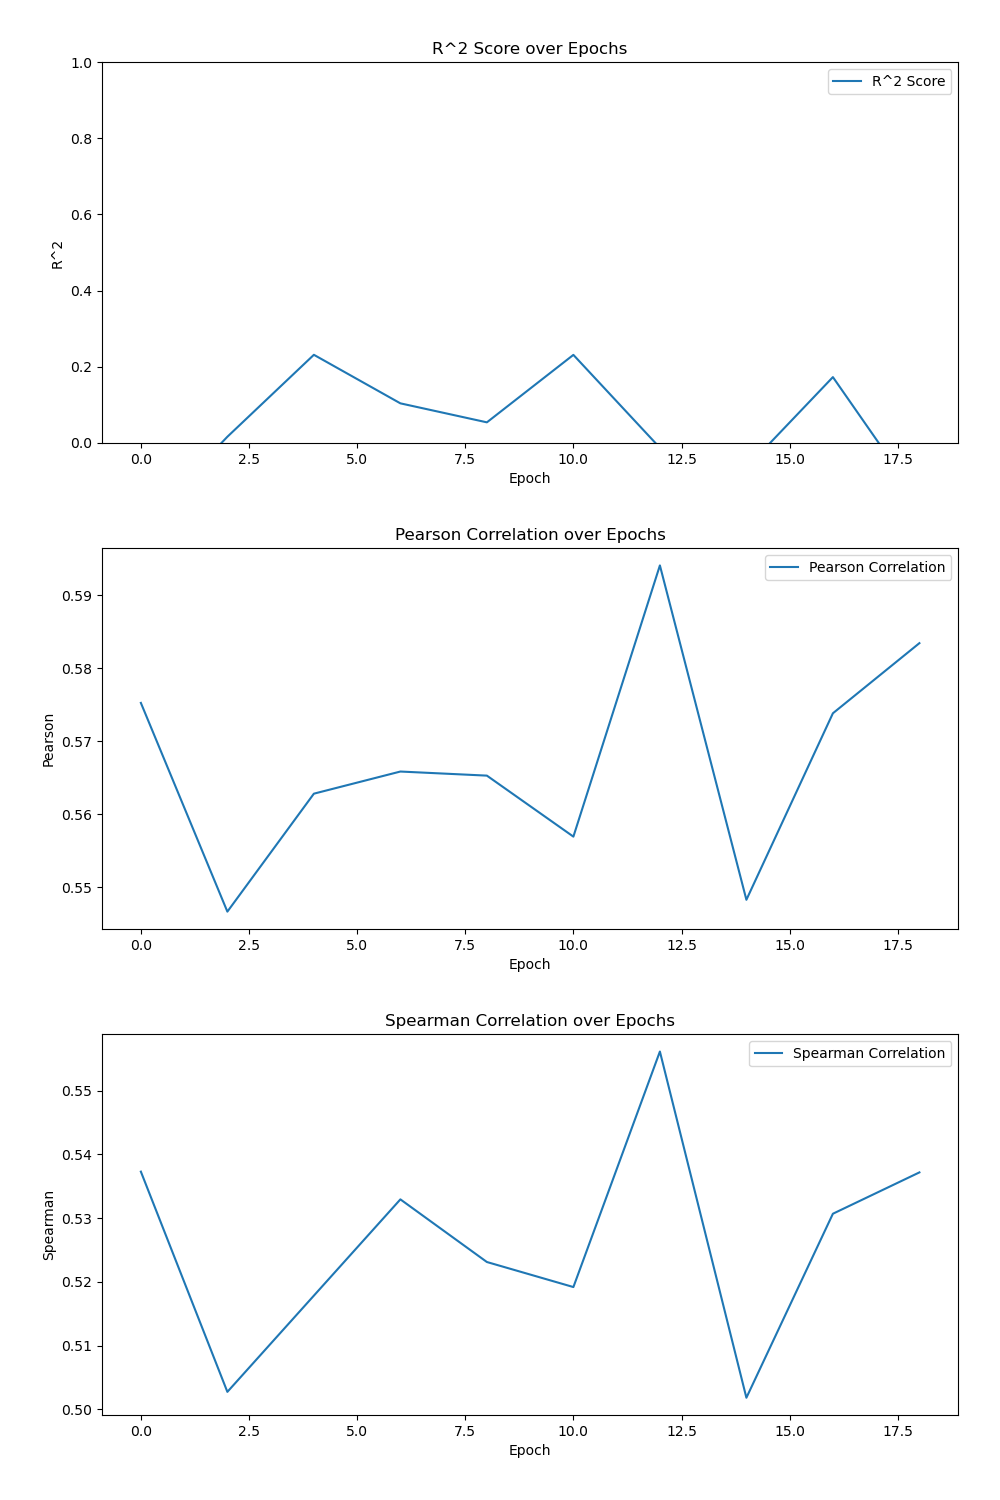 R^2 Score over Epochs
1.0
0.8
0.6
0.4
0.2
0.0
R^2
R^2 Score
0.0 2.5 5.0 7.5 10.0 12.5 15.0 17.5
Epoch
Pearson Correlation over Epochs
0.59
0.58
0.57
0.56
0.55
Pearson
Pearson Correlation
0.0 2.5 5.0 7.5 10.0 12.5 15.0 17.5
Epoch
Spearman Correlation over Epochs
0.55
0.54
0.53
0.52
0.51
0.50
Spearman
Spearman Correlation
0.0 2.5 5.0 7.5 10.0 12.5 15.0 17.5
Epoch